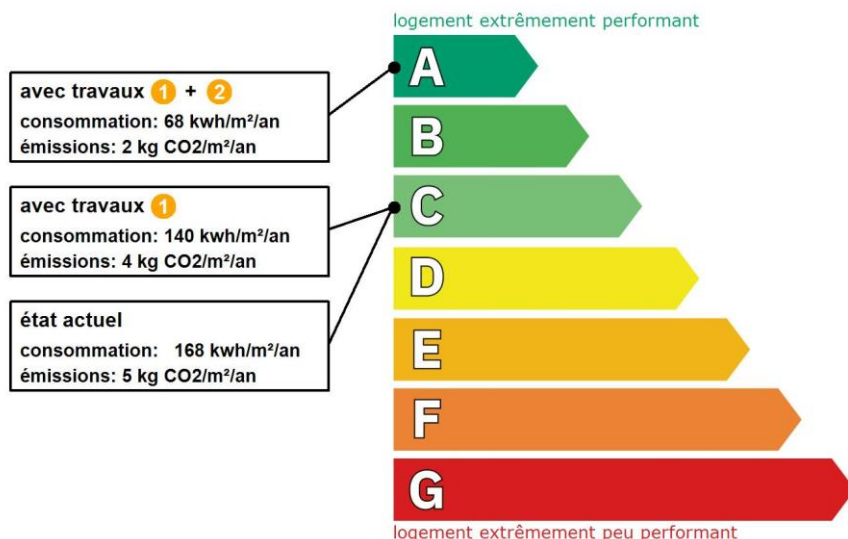 logement extrêmement performant
A
avec travaux 1 + 2
consommation: 68 kwh/m²/an
émissions: 2 kg CO2/m²/an
B
avec travaux 1
consommation: 140 kwh/m²/an
émissions: 4 kg CO2/m²/an
C
D
état actuel
consommation: 168 kwh/m²/an
émissions: 5 kg CO2/m²/an
E
F
G
logement extrêmement peu performant